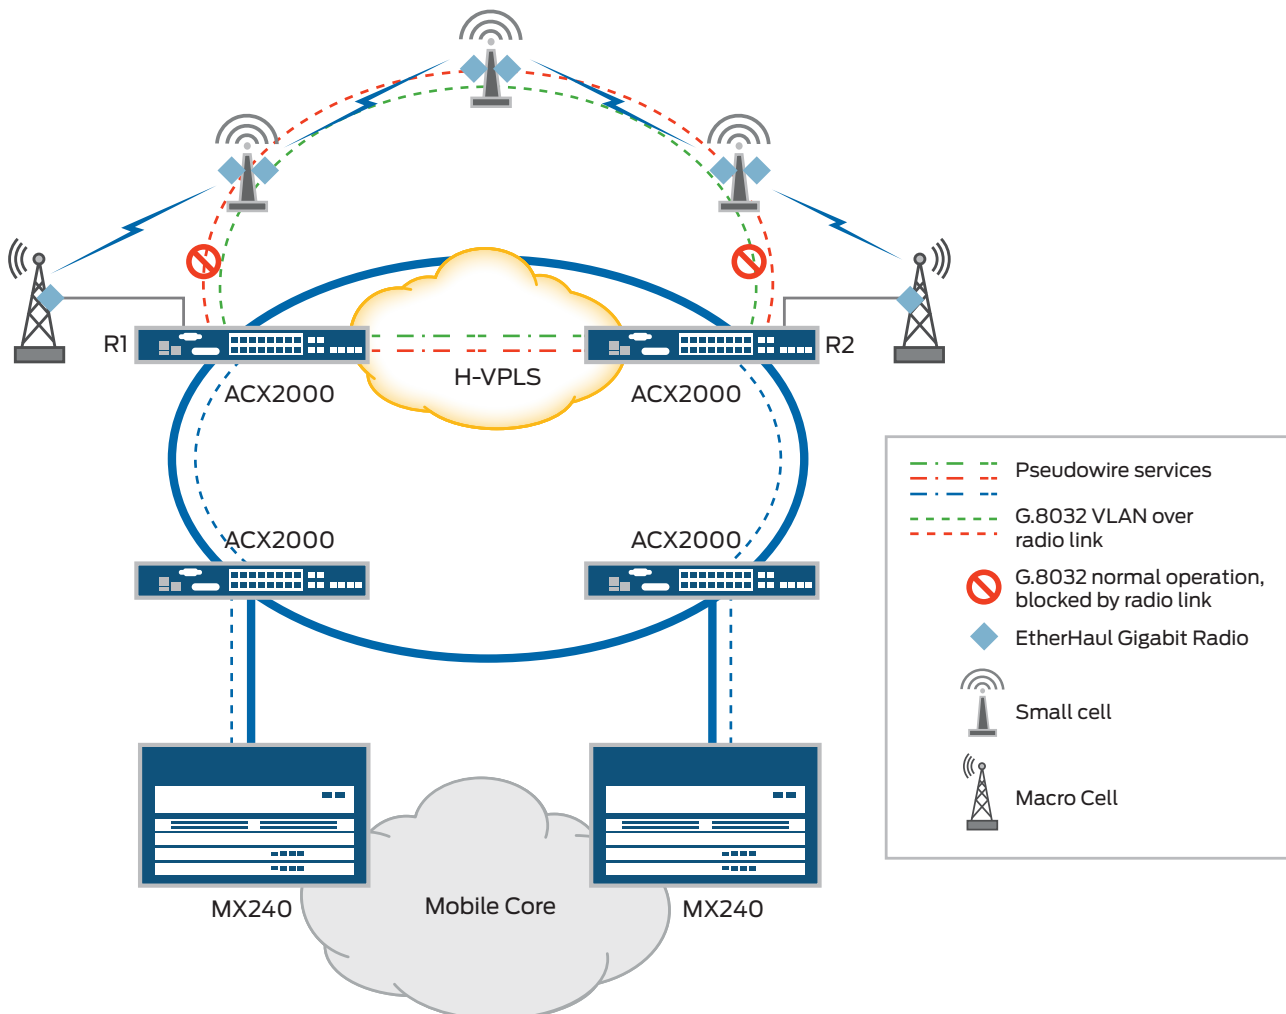 R1
R2
H-VPLS
ACX2000
ACX2000
ACX2000
ACX2000
MX240
Mobile Core
MX240
Pseudowire services
G.8032 VLAN over
radio link
G.8032 normal operation,
blocked by radio link
EtherHaul Gigabit Radio
Small cell
Macro Cell